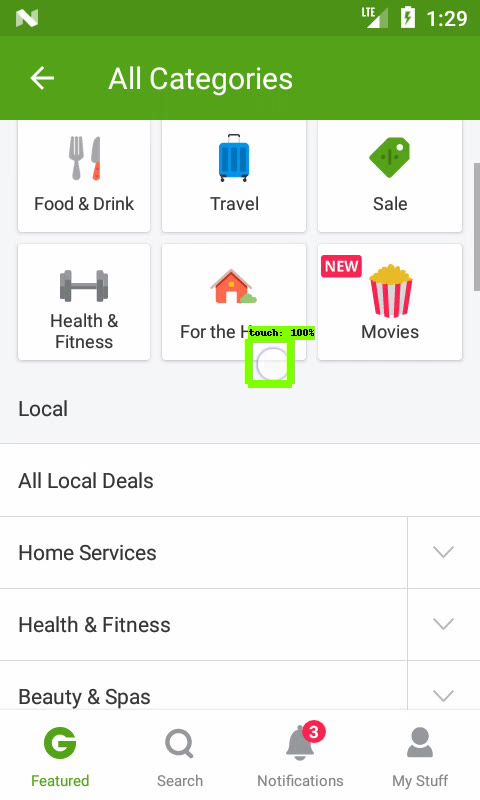 LTE 1:29
All Categories
Food & Drink
Travel
Sale
Health &
Fitness
For the H
NEW
Movies
touch: 100%
Local
All Local Deals
Home Services
Health & Fitness
Beauty & Spas
3
Featured
Search
Notifications
My Stuff